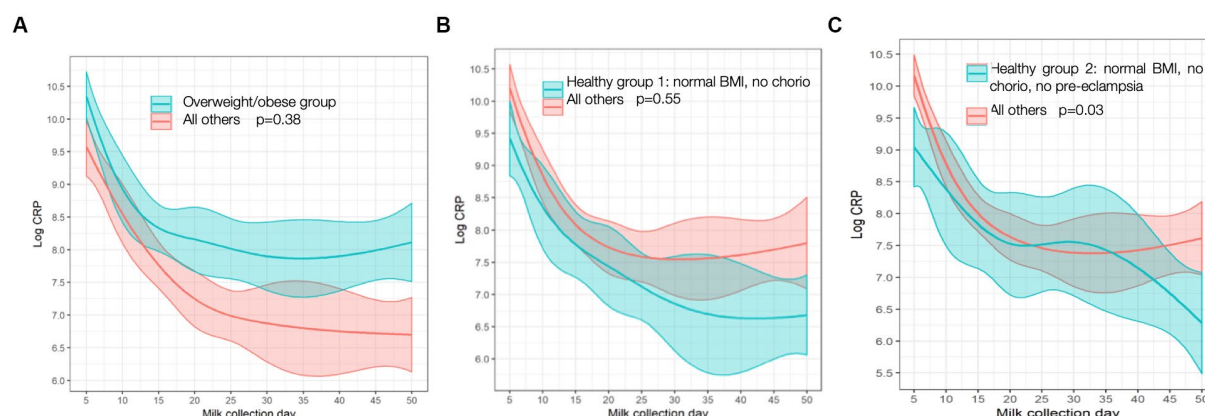 A
B
C
Overweight/obese group
All others p=0.38
Log CRP
10.5
10.0
9.5
9.0
8.5
8.0
7.5
7.0
6.5
6.0
5 10 15 20 25 30 35 40 45 50
Milk collection day
Healthy group 1: normal BMI, no chorio
All others p=0.55
Log CRP
10.5
10.0
9.5
9.0
8.5
8.0
7.5
7.0
6.5
6.0
5 10 15 20 25 30 35 40 45 50
Milk collection day
Healthy group 2: normal BMI, no
chorio, no pre-eclampsia
All others p=0.03
Log CRP
10.5
10.0
9.5
9.0
8.5
8.0
7.5
7.0
6.5
6.0
5.5
5 10 15 20 25 30 35 40 45 50
Milk collection day